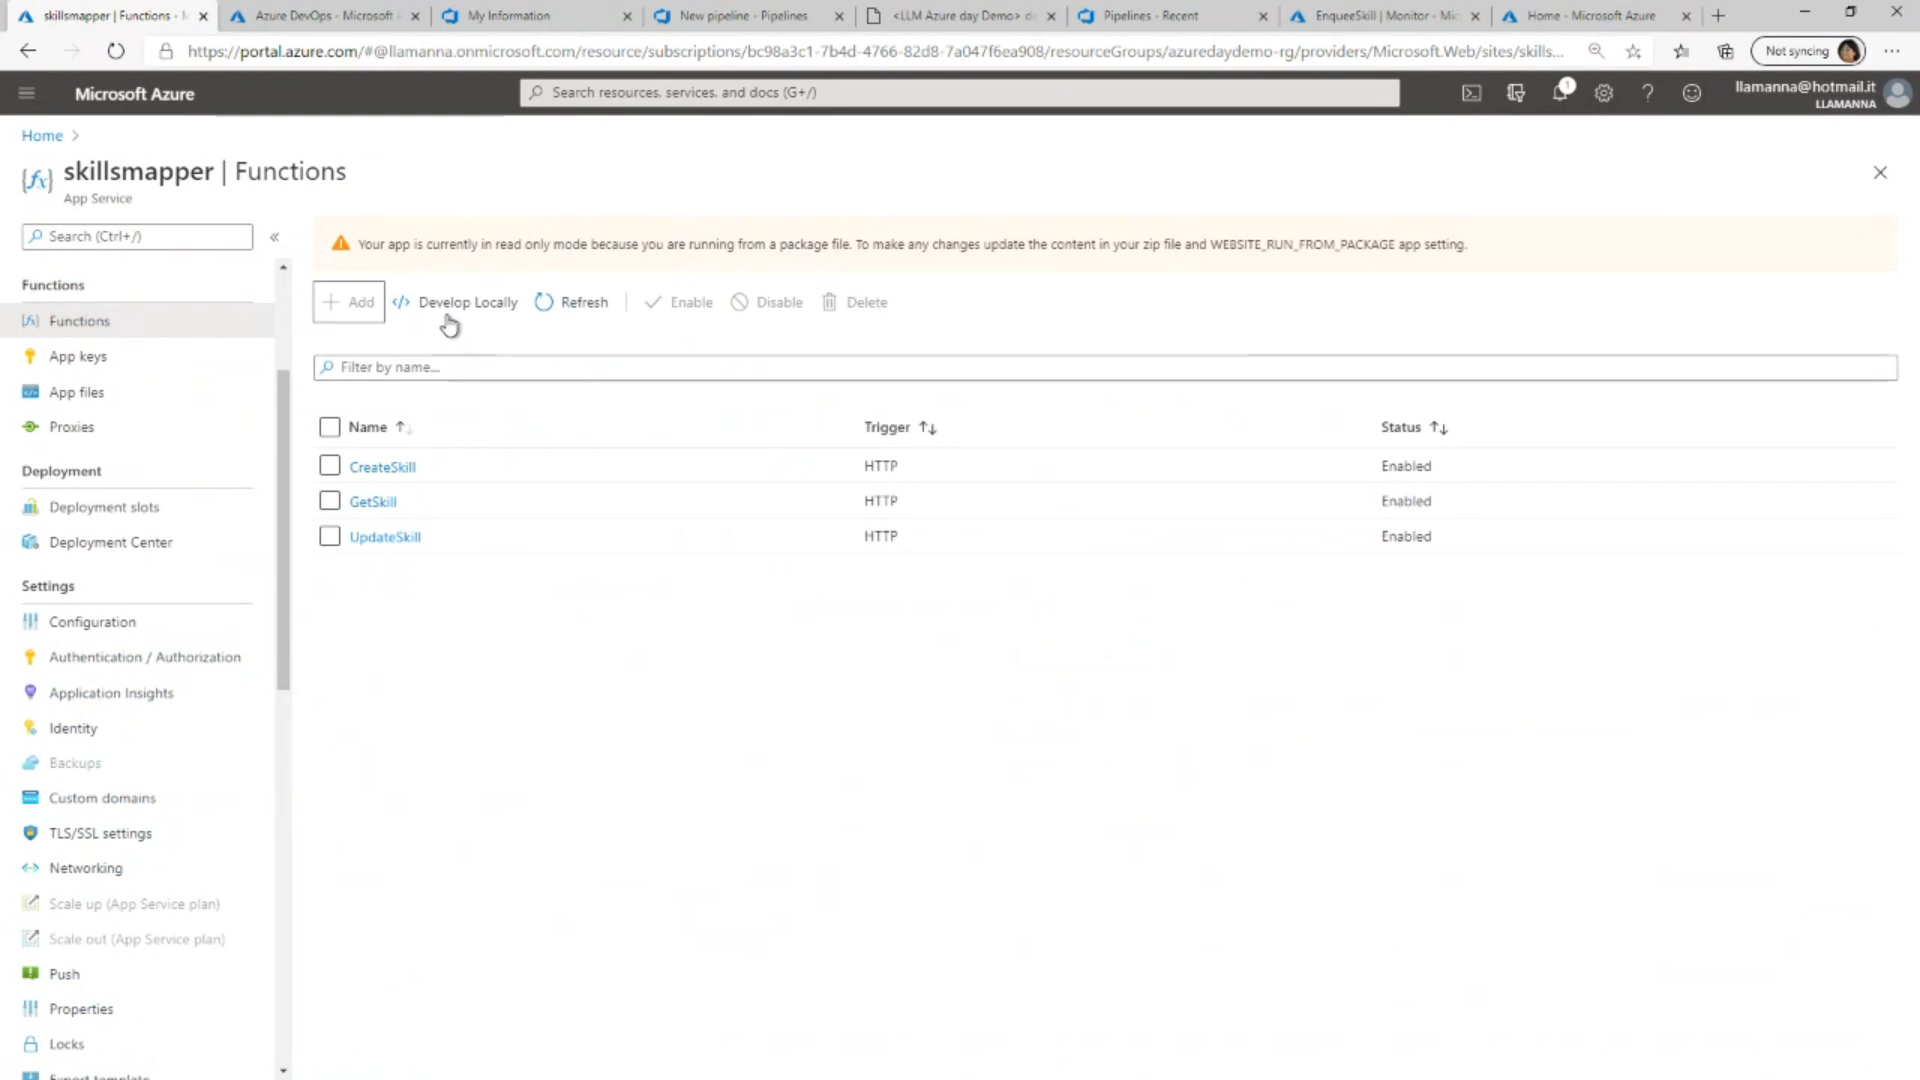 skillsmapper | Functions -
Azure DevOps - Microsoft
My Information
New pipeline - Pipelines
<LLM Azure day Demo> d
Pipelines - Recent
EnqueeSkill | Monitor - Mic
Home - Microsoft Azure
https://portal.azure.com/#@llamanna.onmicrosoft.com/resource/subscriptions/bc98a3c1-7b4d-4766-82d8-7a047f6ea908/resourceGroups/azuredaydemo-rg/providers/Microsoft.Web/sites/skills...
Not syncing
Microsoft Azure
Search resources, services, and docs (G+/)
1
llamanna@hotmail.it
LLAMANNA
Home >
skillsmapper | Functions
App Service
Search (Ctrl+/)
«
Your app is currently in read only mode because you are running from a package file. To make any changes update the content in your zip file and WEBSITE_RUN_FROM_PACKAGE app setting.
Add
Develop Locally
Refresh
Enable
Disable
Delete
Filter by name...
Name
Trigger
Status
CreateSkill HTTP Enabled
GetSkill HTTP Enabled
UpdateSkill HTTP Enabled
Functions
Functions
App keys
App files
Proxies
Deployment
Deployment slots
Deployment Center
Settings
Configuration
Authentication / Authorization
Application Insights
Identity
Backups
Custom domains
TLS/SSL settings
Networking
Scale up (App Service plan)
Scale out (App Service plan)
Push
Properties
Locks
Export template